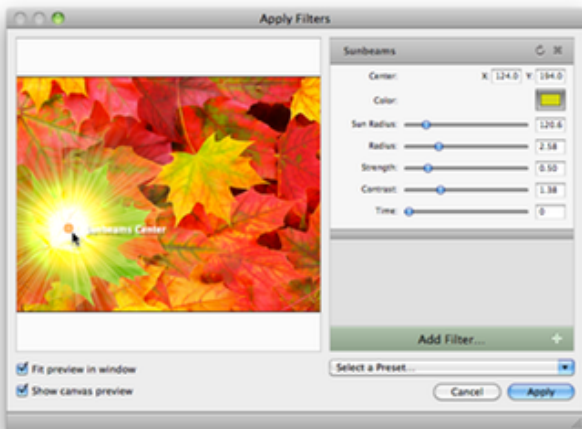 Apply Filters
Sunbeams
Center: X: 124.0 Y: 194.0
Color:
Sun Radius: 120.6
Radius: 2.58
Strength: 0.50
Contrast: 1.38
Time: 0
Sunbeams Center
Add Filter...
Fit preview in window
Select a Preset...
Show canvas preview
Cancel
Apply